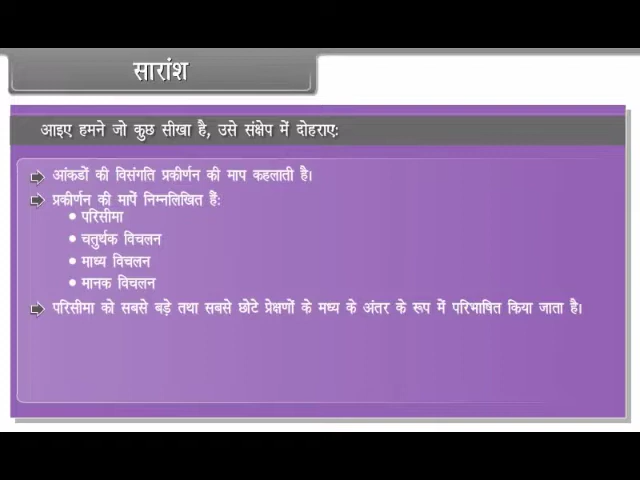 सारांश
आइए हमने जो कुछ सीखा है, उसे संक्षेप में दोहराए:
आंकडों की विसंगति प्रकीर्णन की माप कहलाती है।
प्रकीर्णन की मापें निम्नलिखित हैं:
• परिसीमा
• चतुर्थक विचलन
• माध्य विचलन
• मानक विचलन
परिसीमा को सबसे बड़े तथा सबसे छोटे प्रेक्षणों के मध्य के अंतर के रूप में परिभाषित किया जाता है।